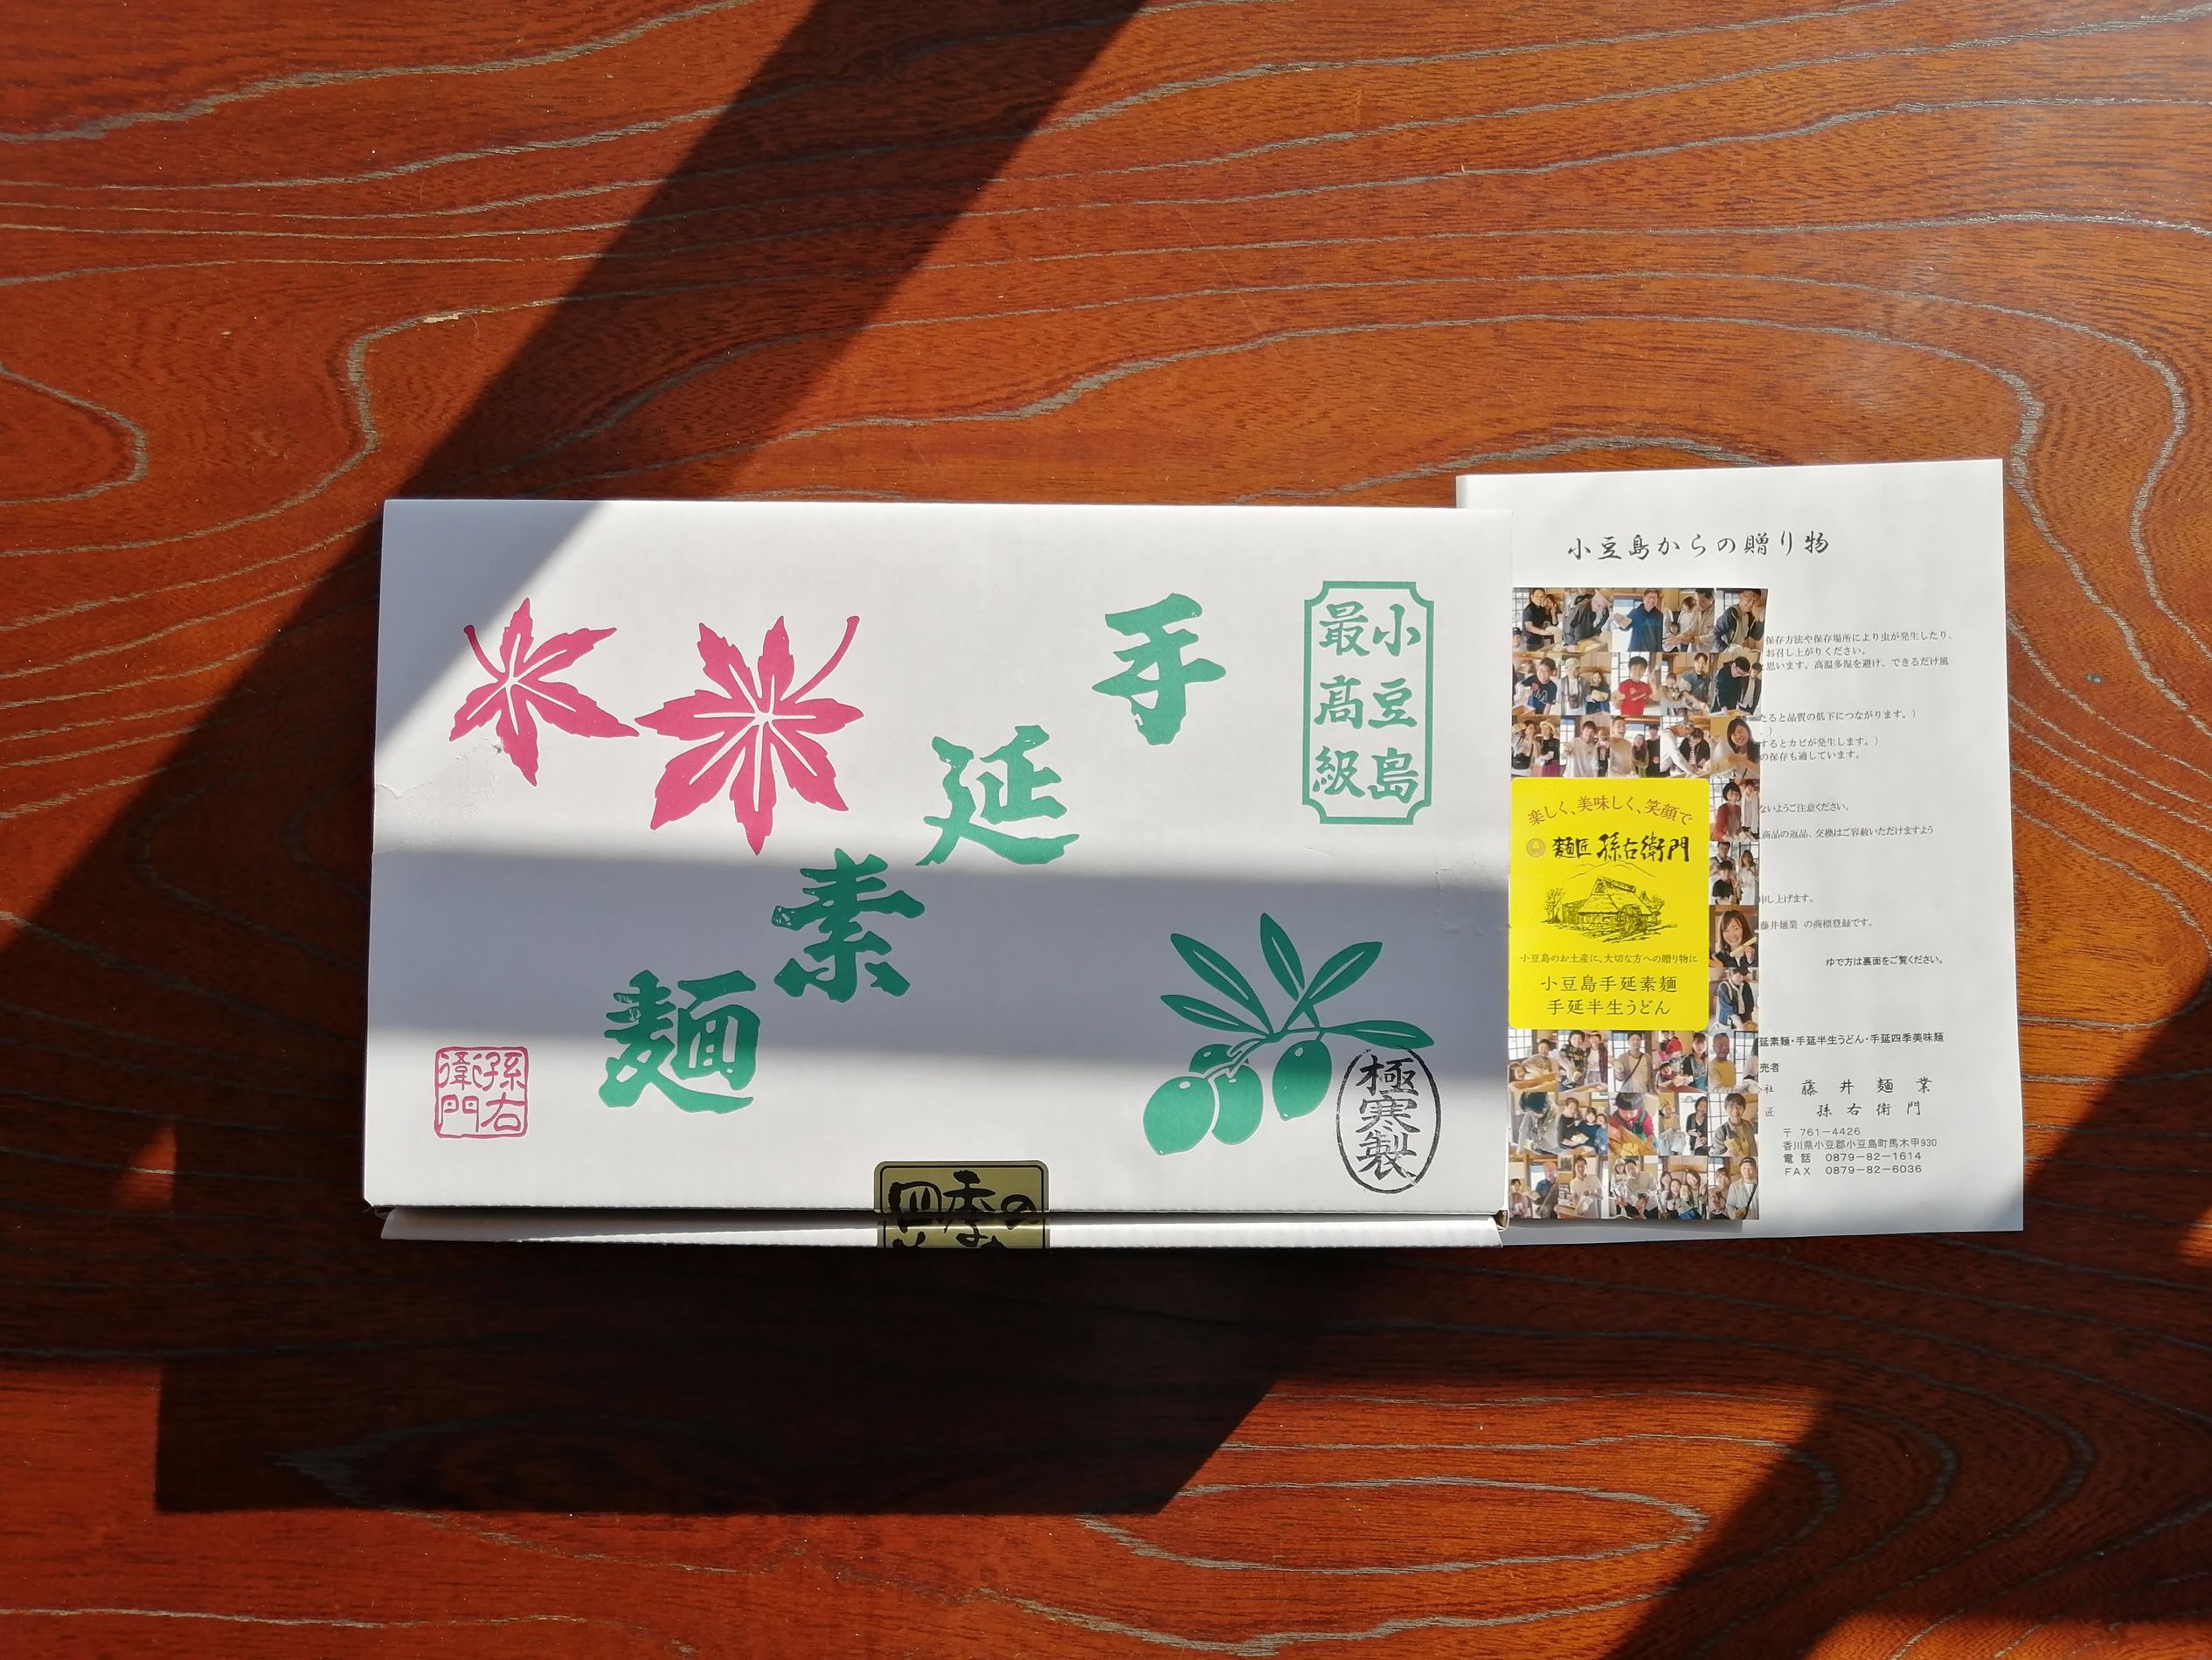 小豆島
最高級
手延素麺
極寒製
孫右
衛門
四季の
小豆島からの贈り物
保存方法や保存場所により虫が発生したり、
お召し上がりください。
思います。高温多湿を避け、できるだけ風
たると品質の低下につながります。）
。）
するとカビが発生します。）
の保存も適しています。
ないようご注意ください。
商品の返品、交換はご容赦いただけますよう
申し上げます。
藤井麺業 の商標登録です。
ゆで方は裏面をご覧ください。
延素麺・手延半生うどん・手延四季美味麺
売者
社 藤井麺業
匠 孫右衛門
〒 761-4426
香川県小豆郡小豆島町馬木甲930
電話 0879-82-1614
FAX 0879-82-6036
楽しく、美味しく、笑顔で
麺匠 孫右衛門
小豆島のお土産に、大切な方への贈り物に
小豆島手延素麺
手延半生うどん